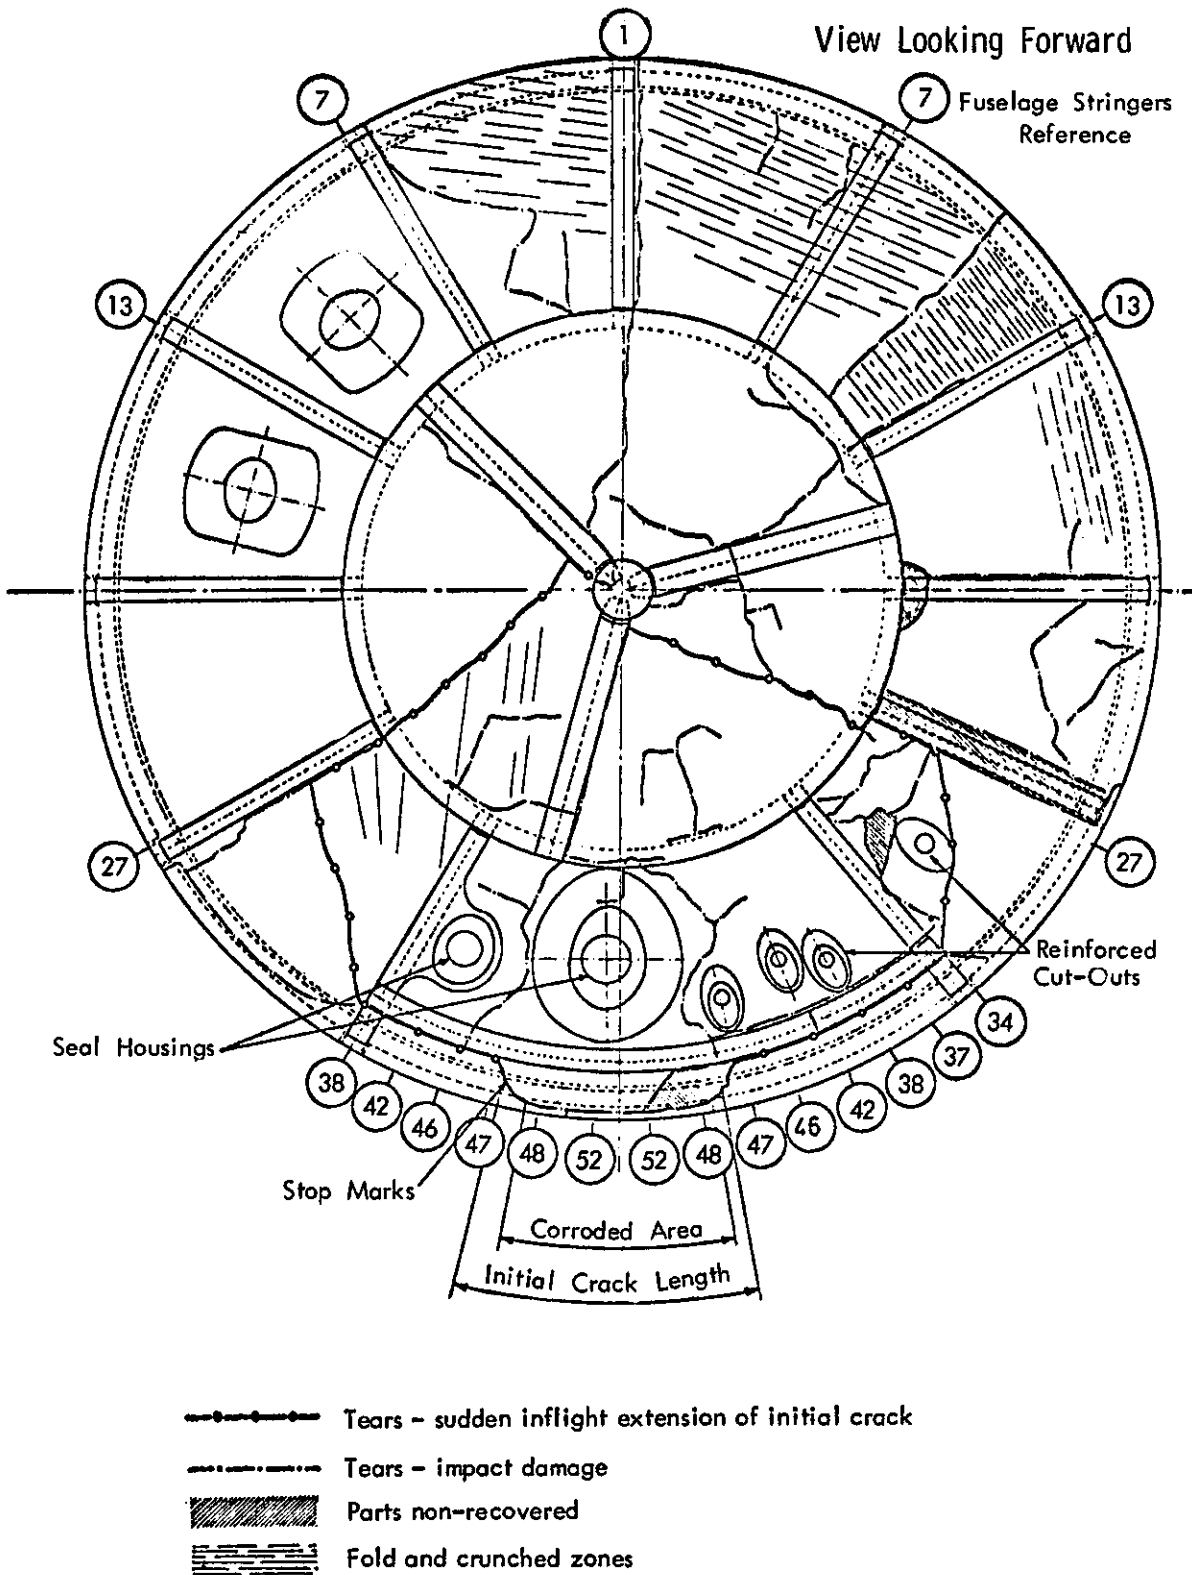 View Looking Forward
1
7
7
Fuselage Stringers
Reference
13
13
27
27
Reinforced
Cut-Outs
Seal Housings
34
37
38
42
46
47
48
52
52
48
47
46
42
38
Stop Marks
Corroded Area
Initial Crack Length
Tears - sudden inflight extension of initial crack
Tears - impact damage
Parts non-recovered
Fold and crunched zones